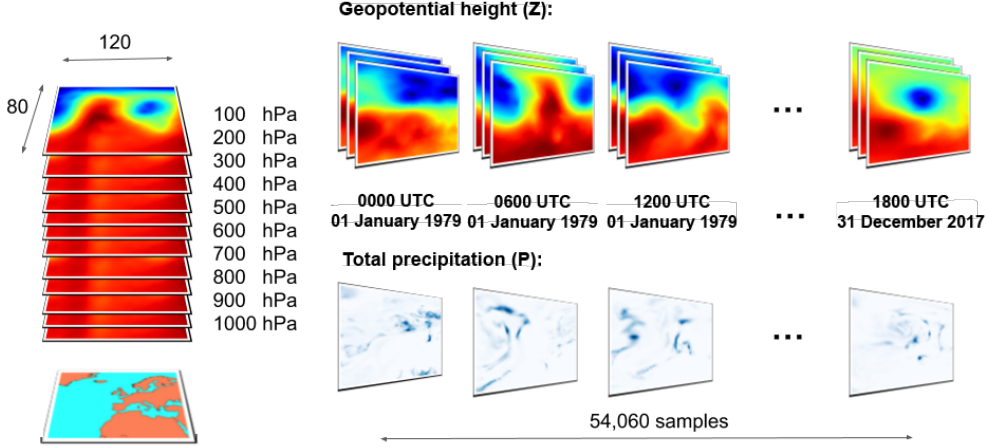 Geopotential height (Z):
120
80
100 hPa
200 hPa
300 hPa
400 hPa
500 hPa
600 hPa
700 hPa
800 hPa
900 hPa
1000 hPa
...
0000 UTC
01 January 1979
0600 UTC
01 January 1979
1200 UTC
01 January 1979
...
1800 UTC
31 December 2017
Total precipitation (P):
...
54,060 samples